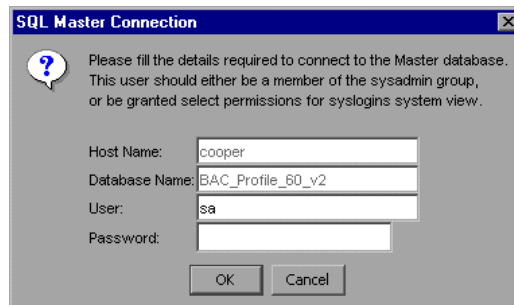 SQL Master Connection
Please fill the details required to connect to the Master database.
This user should either be a member of the sysadmin group,
or be granted select permissions for syslogins system view.
Host Name: cooper
Database Name: BAC_Profile_60_v2
User: sa
Password:
OK Cancel